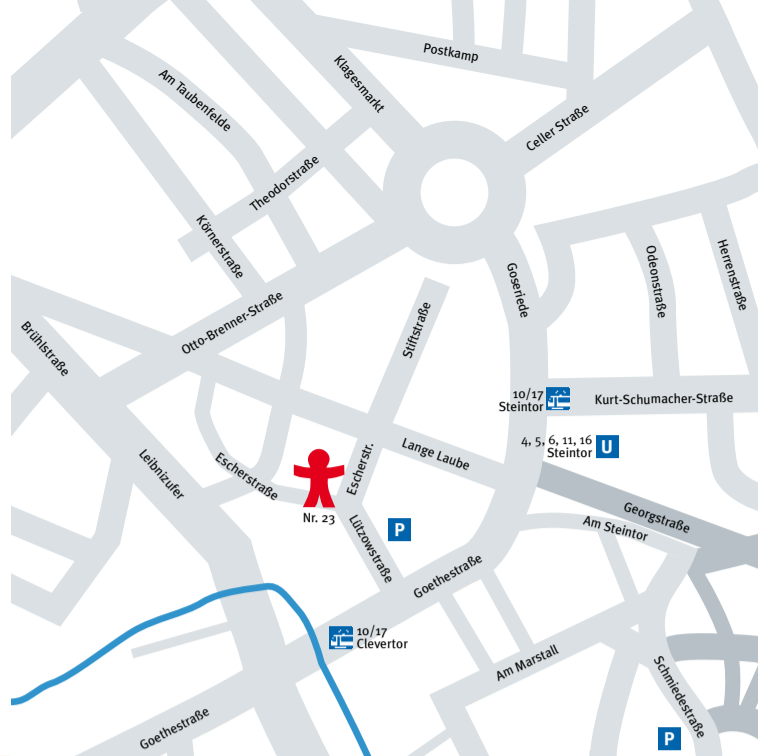 Postkamp
Klagesmarkt
Am Taubenfelde
Celler Straße
Theodorstraße
Körnerstraße
Odeonstraße
Herrenstraße
Goseriede
Otto-Brenner-Straße
Stiftstraße
Brühlstraße
10/17
Steintor
Kurt-Schumacher-Straße
4, 5, 6, 11, 16
Steintor
U
Lange Laube
Escherstr.
Leibnizufer
Escherstraße
Nr. 23
P
Lützowstraße
Georgstraße
Am Steintor
Goethestraße
10/17
Clevertor
Am Marstall
Schmiedestraße
Goethestraße
P